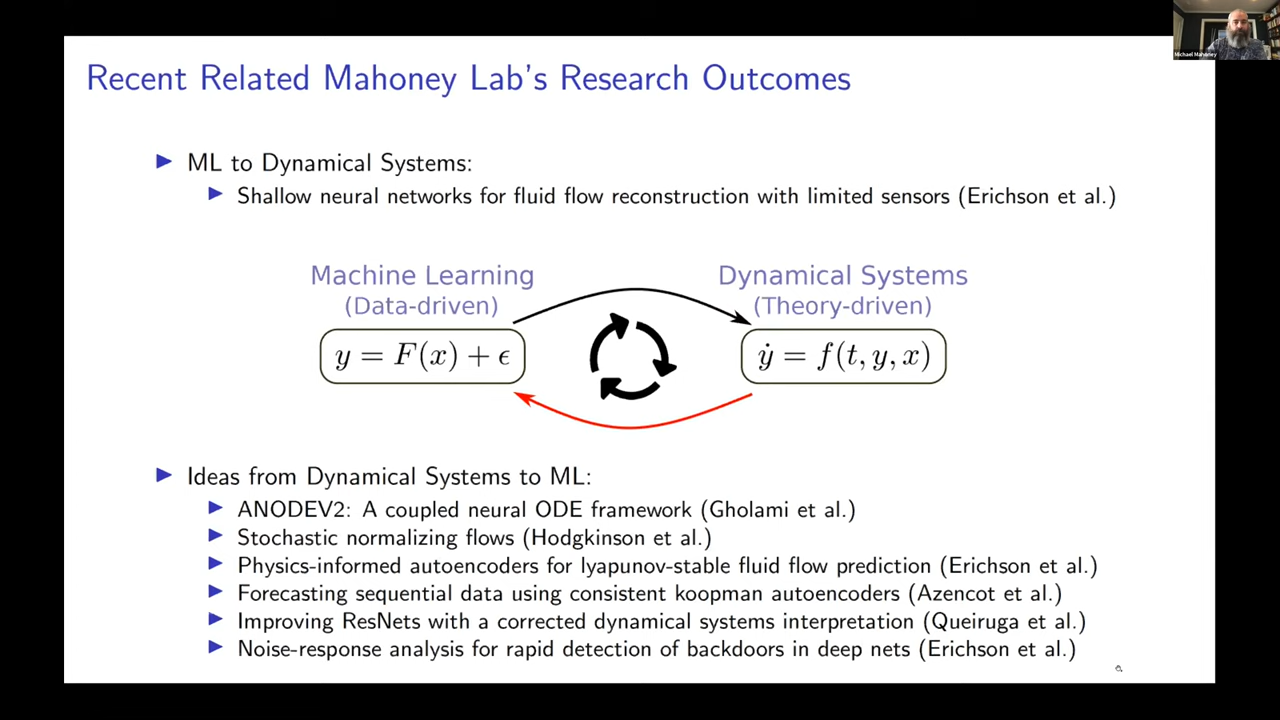 Michael Mahoney
Recent Related Mahoney Lab's Research Outcomes
ML to Dynamical Systems:
Shallow neural networks for fluid flow reconstruction with limited sensors (Erichson et al.)
Machine Learning
(Data-driven)
y = F(x) + ϵ
Dynamical Systems
(Theory-driven)
ẏ = f(t, y, x)
Ideas from Dynamical Systems to ML:
ANODEV2: A coupled neural ODE framework (Gholami et al.)
Stochastic normalizing flows (Hodgkinson et al.)
Physics-informed autoencoders for lyapunov-stable fluid flow prediction (Erichson et al.)
Forecasting sequential data using consistent koopman autoencoders (Azencot et al.)
Improving ResNets with a corrected dynamical systems interpretation (Queiruga et al.)
Noise-response analysis for rapid detection of backdoors in deep nets (Erichson et al.)